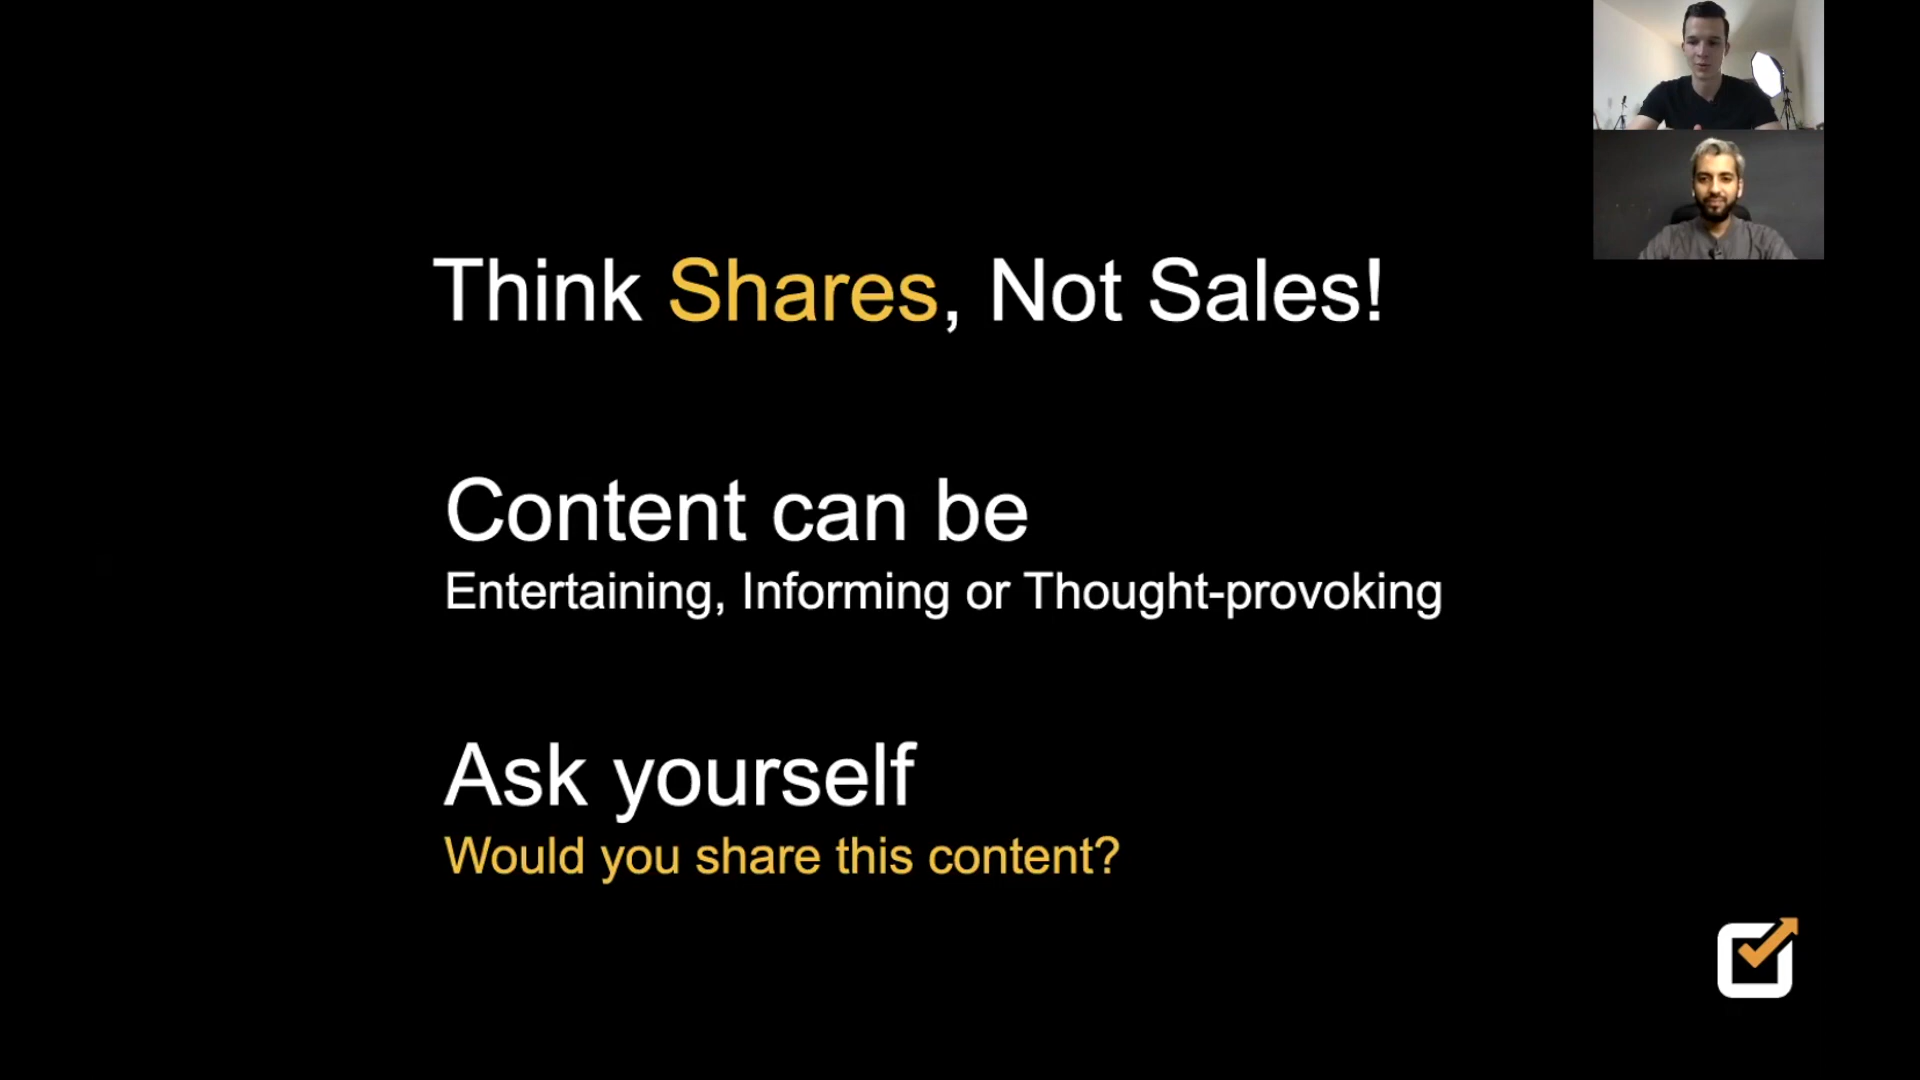 Think Shares, Not Sales!
Content can be
Entertaining, Informing or Thought-provoking
Ask yourself
Would you share this content?